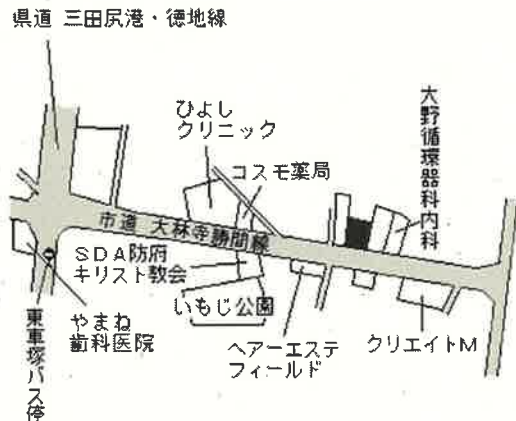 県道 三田尻港・徳地線
ひよし
クリニック
コスモ薬局
大野循環器科内科
市道 大林寺勝間線
SDA防府
キリスト教会
いもじ公園
やまね
歯科医院
東車塚バス停
ヘアーエステ
フィールド
クリエイトM